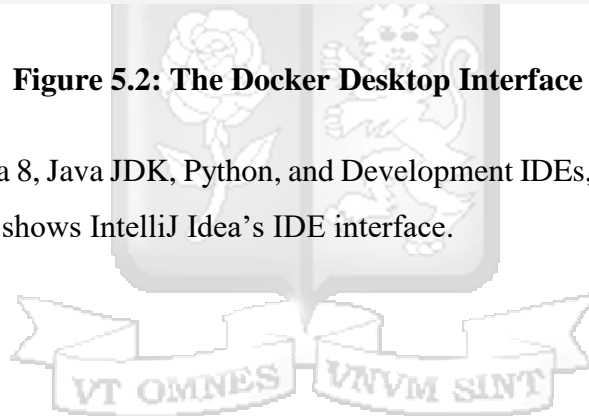 Figure 5.2: The Docker Desktop Interface
a 8, Java JDK, Python, and Development IDEs,
shows IntelliJ Idea’s IDE interface.
VT OMNES VNVM SINT